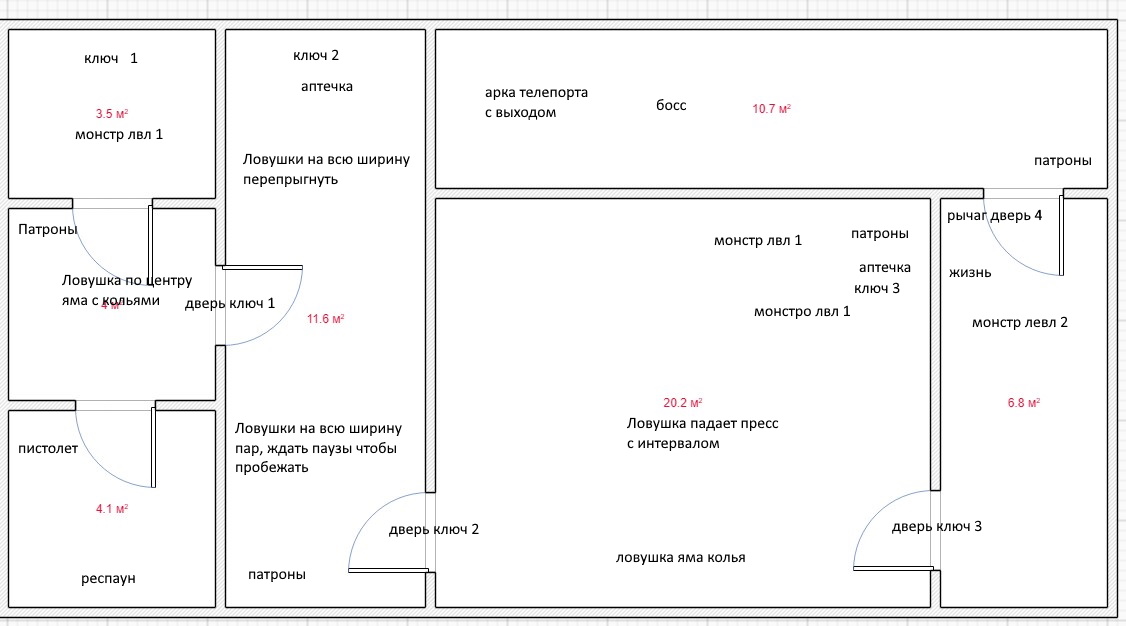 ключ 1
3.5 м²
монстр лвл 1
Патроны
Ловушка по центру
яма с кольями
4 м²
дверь ключ 1
пистолет
4.1 м²
респаун
ключ 2
аптечка
Ловушки на всю ширину
перепрыгнуть
11.6 м²
Ловушки на всю ширину
пар, ждать паузы чтобы
пробежать
патроны
дверь ключ 2
арка телепорта
с выходом
босс
10.7 м²
патроны
монстр лвл 1
патроны
аптечка
ключ 3
монстро лвл 1
20.2 м²
Ловушка падает пресс
с интервалом
ловушка яма колья
дверь ключ 3
рычаг дверь 4
жизнь
монстр левл 2
6.8 м²